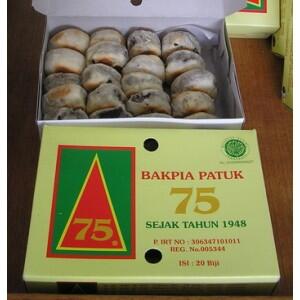 BAKPIA PATUK
75
SEJAK TAHUN 1948
P. IRT NO : 306347101011
REG. No.005344
ISI : 20 Biji
75